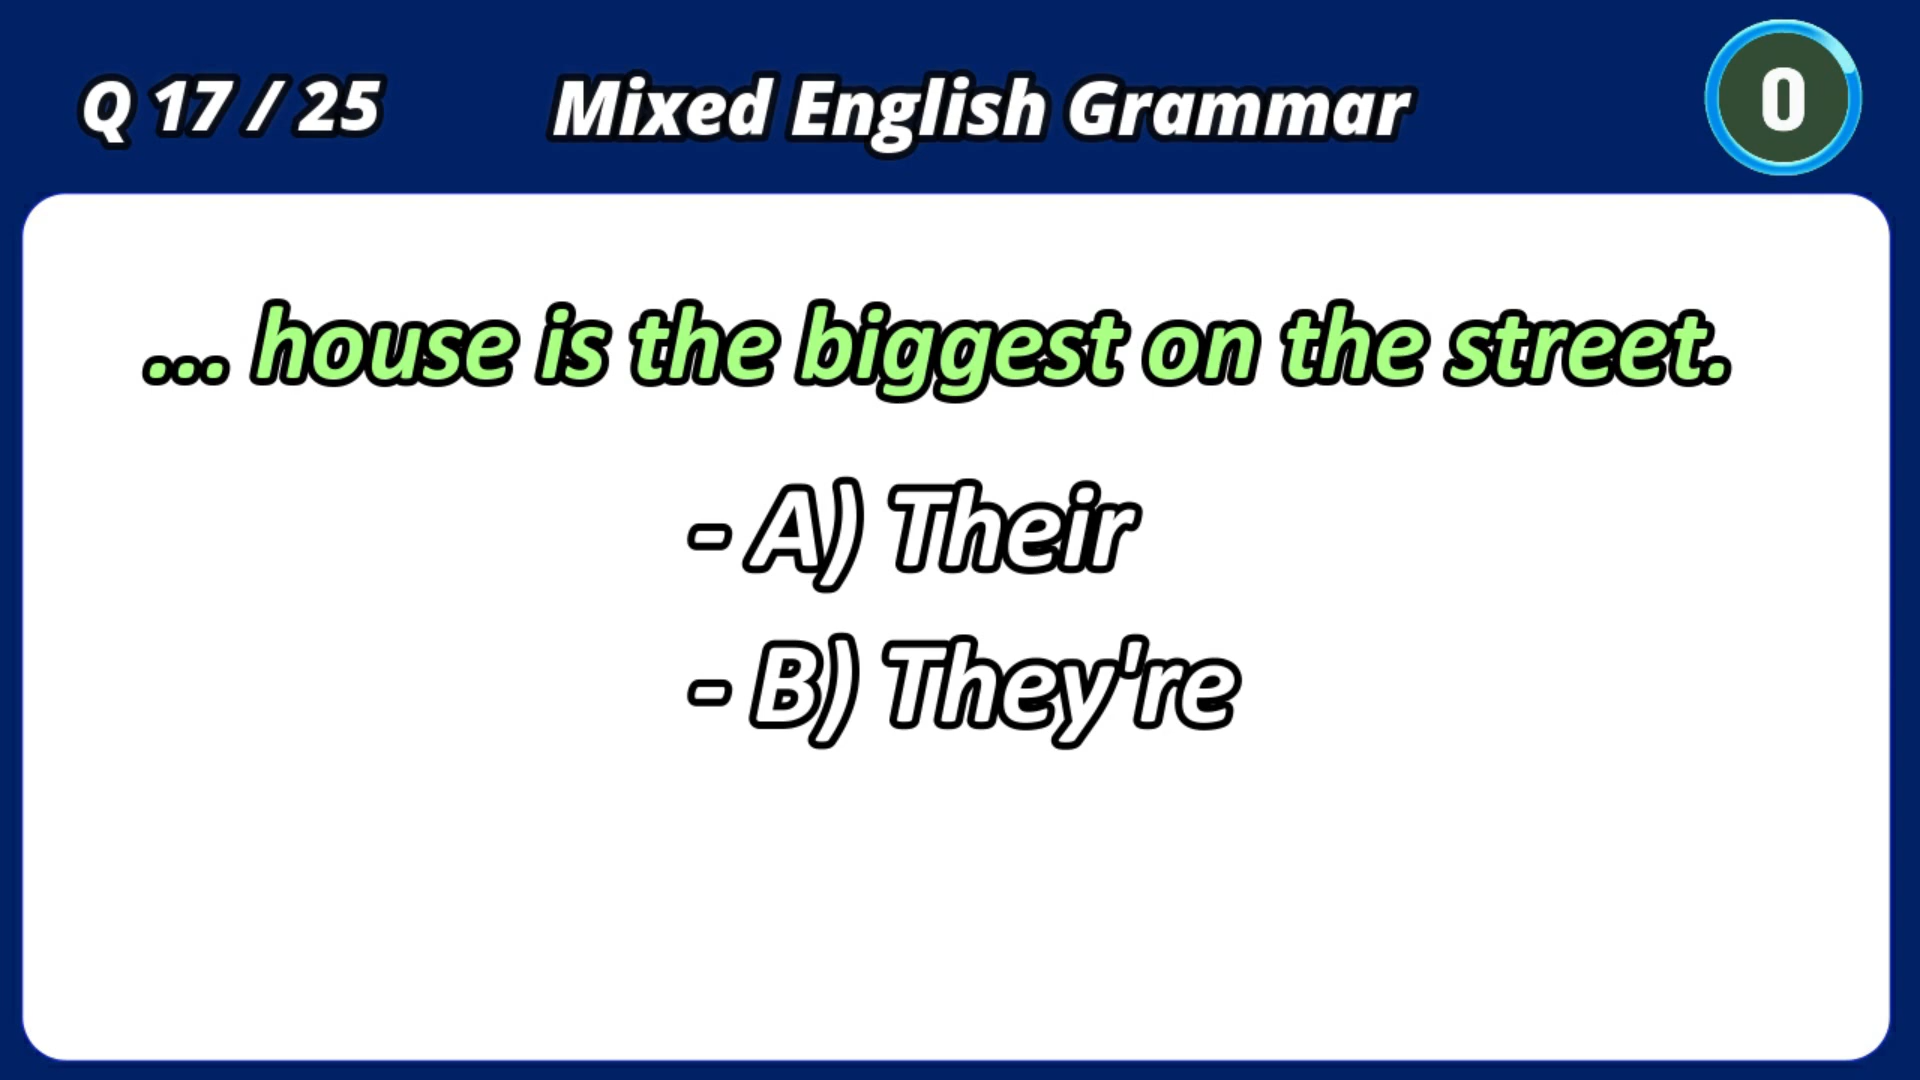 Q 17 / 25 Mixed English Grammar 0
... house is the biggest on the street.
- A) Their
- B) They're